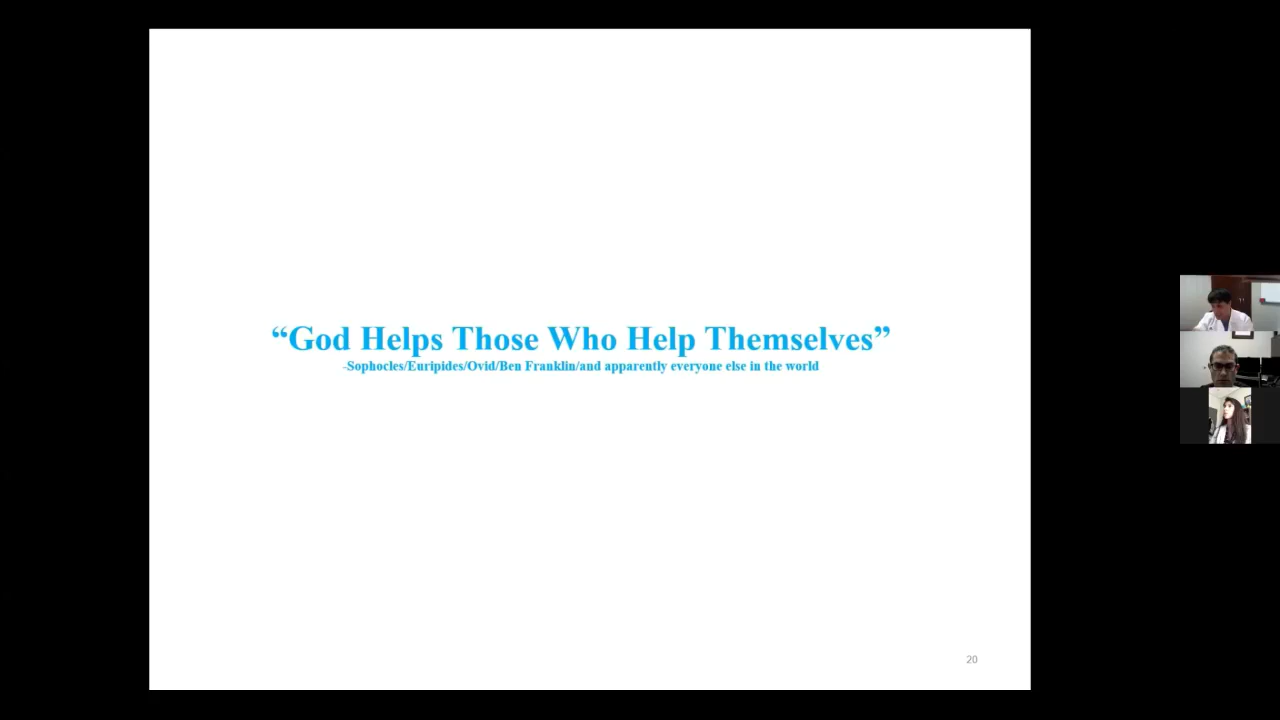 “God Helps Those Who Help Themselves”
-Sophocles/Euripides/Ovid/Ben Franklin/and apparently everyone else in the world
20